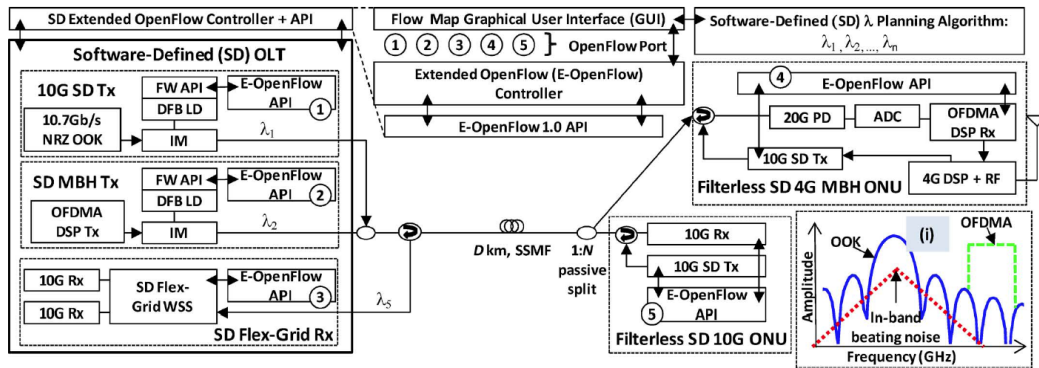 SD Extended OpenFlow Controller + API
Flow Map Graphical User Interface (GUI)
1 2 3 4 5 } OpenFlow Port
Extended OpenFlow (E-OpenFlow)
Controller
E-OpenFlow 1.0 API
Software-Defined (SD) λ Planning Algorithm:
λ1, λ2,..., λn
Software-Defined (SD) OLT
10G SD Tx
10.7Gb/s
NRZ OOK
FW API
DFB LD
IM
E-OpenFlow
API
1
λ1
SD MBH Tx
OFDMA
DSP Tx
FW API
DFB LD
IM
E-OpenFlow
API
2
λ2
10G Rx
10G Rx
SD Flex-
Grid WSS
E-OpenFlow
API
3
λ5
SD Flex-Grid Rx
D km, SSMF
1:N
passive
split
4
E-OpenFlow API
20G PD
ADC
OFDMA
DSP Rx
10G SD Tx
4G DSP + RF
Filterless SD 4G MBH ONU
10G Rx
10G SD Tx
E-OpenFlow
API
5
Filterless SD 10G ONU
(i)
OOK
OFDMA
Amplitude
In-band
beating noise
Frequency (GHz)